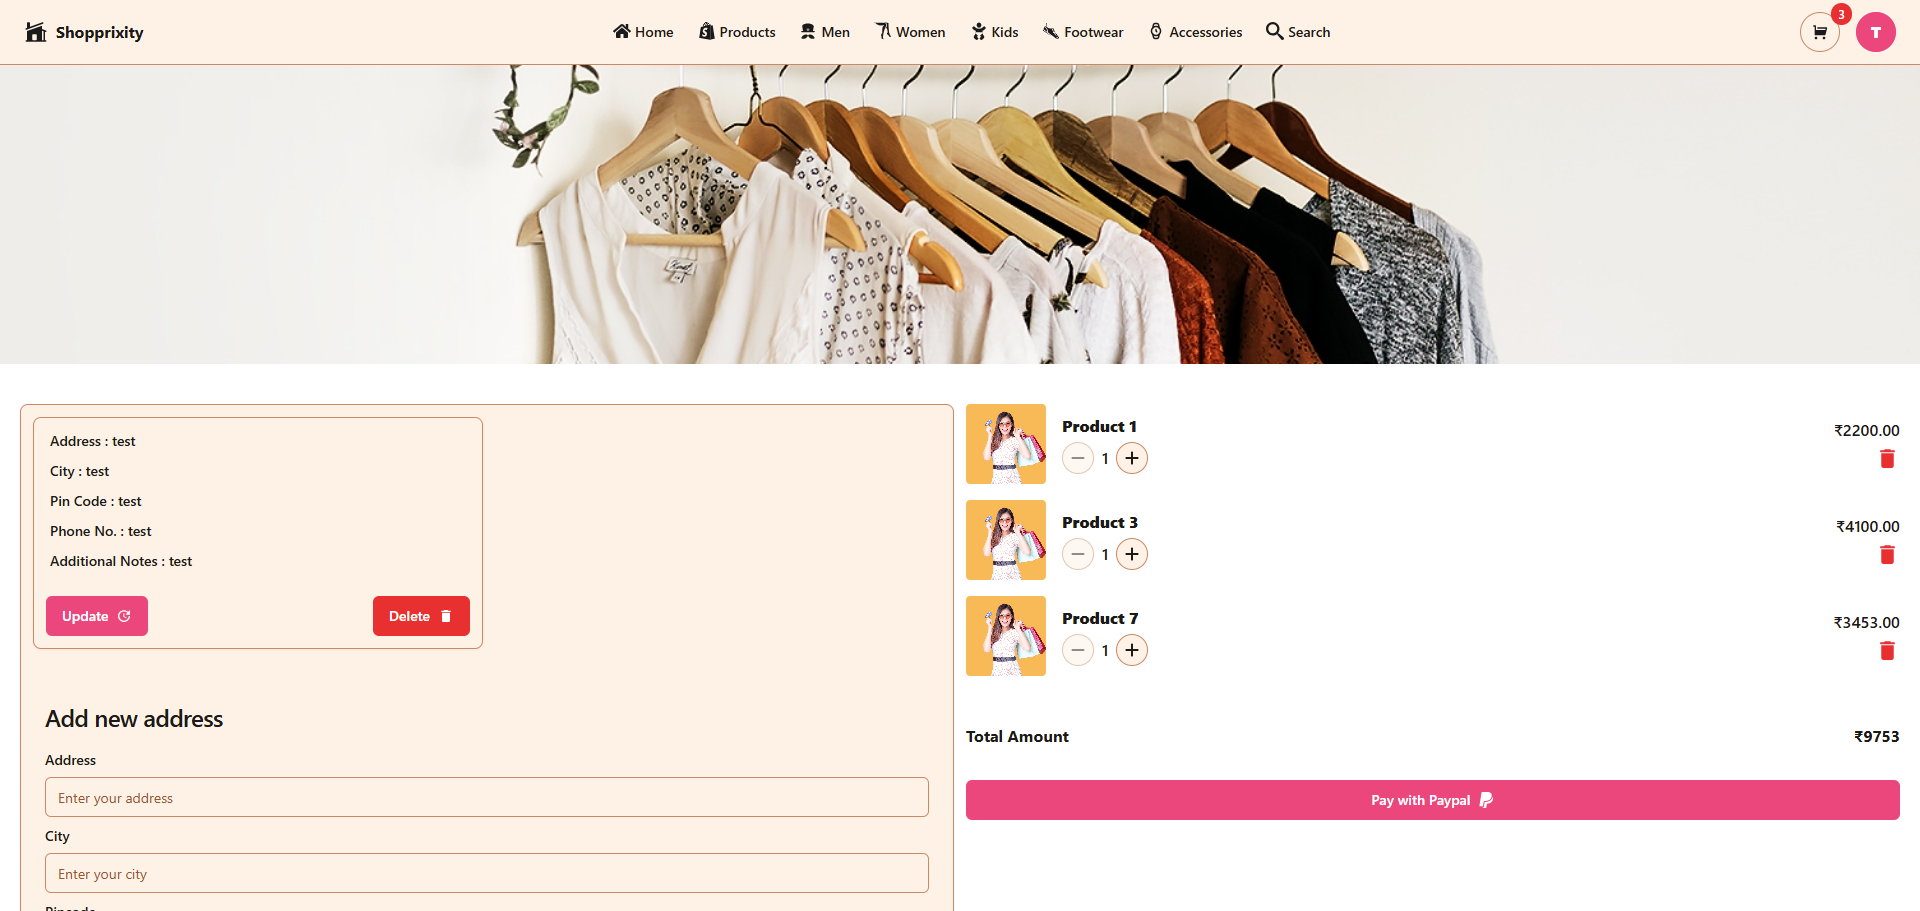 Shopprixity
Home
Products
Men
Women
Kids
Footwear
Accessories
Search
3
T
Address : test
City : test
Pin Code : test
Phone No. : test
Additional Notes : test
Update
Delete
Add new address
Address
Enter your address
City
Enter your city
Pincode
Product 1
1
₹2200.00
Product 3
1
₹4100.00
Product 7
1
₹3453.00
Total Amount
₹9753
Pay with Paypal